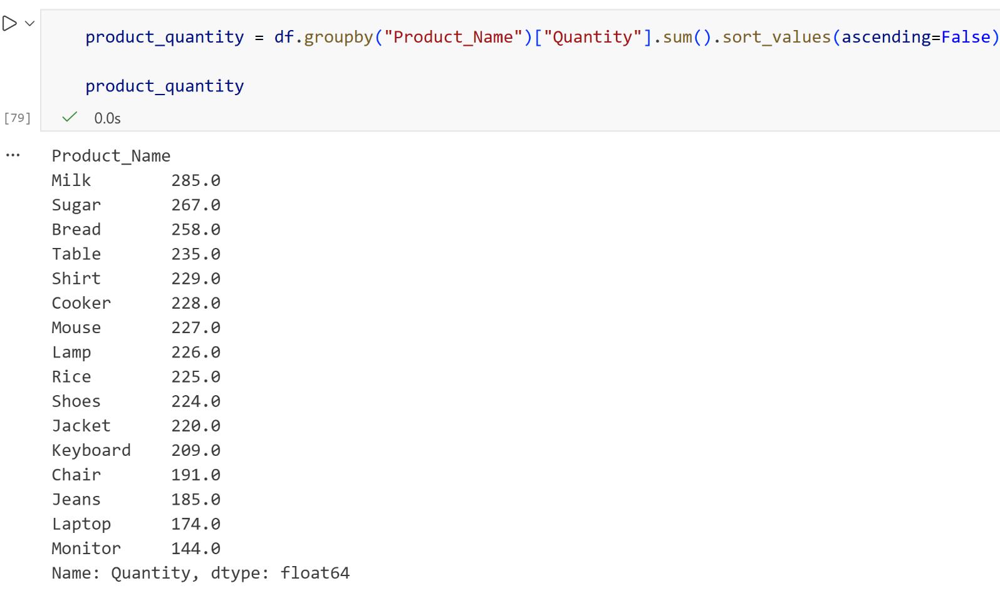 product_quantity = df.groupby("Product_Name")["Quantity"].sum().sort_values(ascending=False)
product_quantity
[79]
0.0s
...
Product_Name
Milk 285.0
Sugar 267.0
Bread 258.0
Table 235.0
Shirt 229.0
Cooker 228.0
Mouse 227.0
Lamp 226.0
Rice 225.0
Shoes 224.0
Jacket 220.0
Keyboard 209.0
Chair 191.0
Jeans 185.0
Laptop 174.0
Monitor 144.0
Name: Quantity, dtype: float64